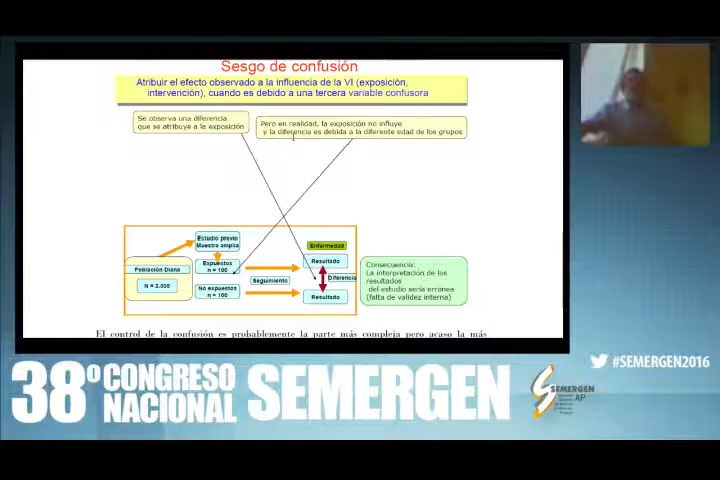 Sesgo de confusión
Atribuir el efecto observado a la influencia de la VI (exposición,
intervención), cuando es debido a una tercera variable confusora
Se observa una diferencia
que se atribuye a la exposición
Pero en realidad, la exposición no influye
y la diferencia es debida a la diferente edad de los grupos
Estudio previo
Muestra amplia
Población Diana
N = 3.000
Expuestos
n = 100
No expuestos
n = 100
Seguimiento
Enfermedad
Resultado
Diferencia
Resultado
Consecuencia:
La interpretación de los
resultados
del estudio sería erronea
(falta de validez interna)
El control de la confusión es probablemente la parte más compleja pero acaso la más
#SEMERGEN2016
38º CONGRESO
NACIONAL
SEMERGEN
SEMERGEN
AP